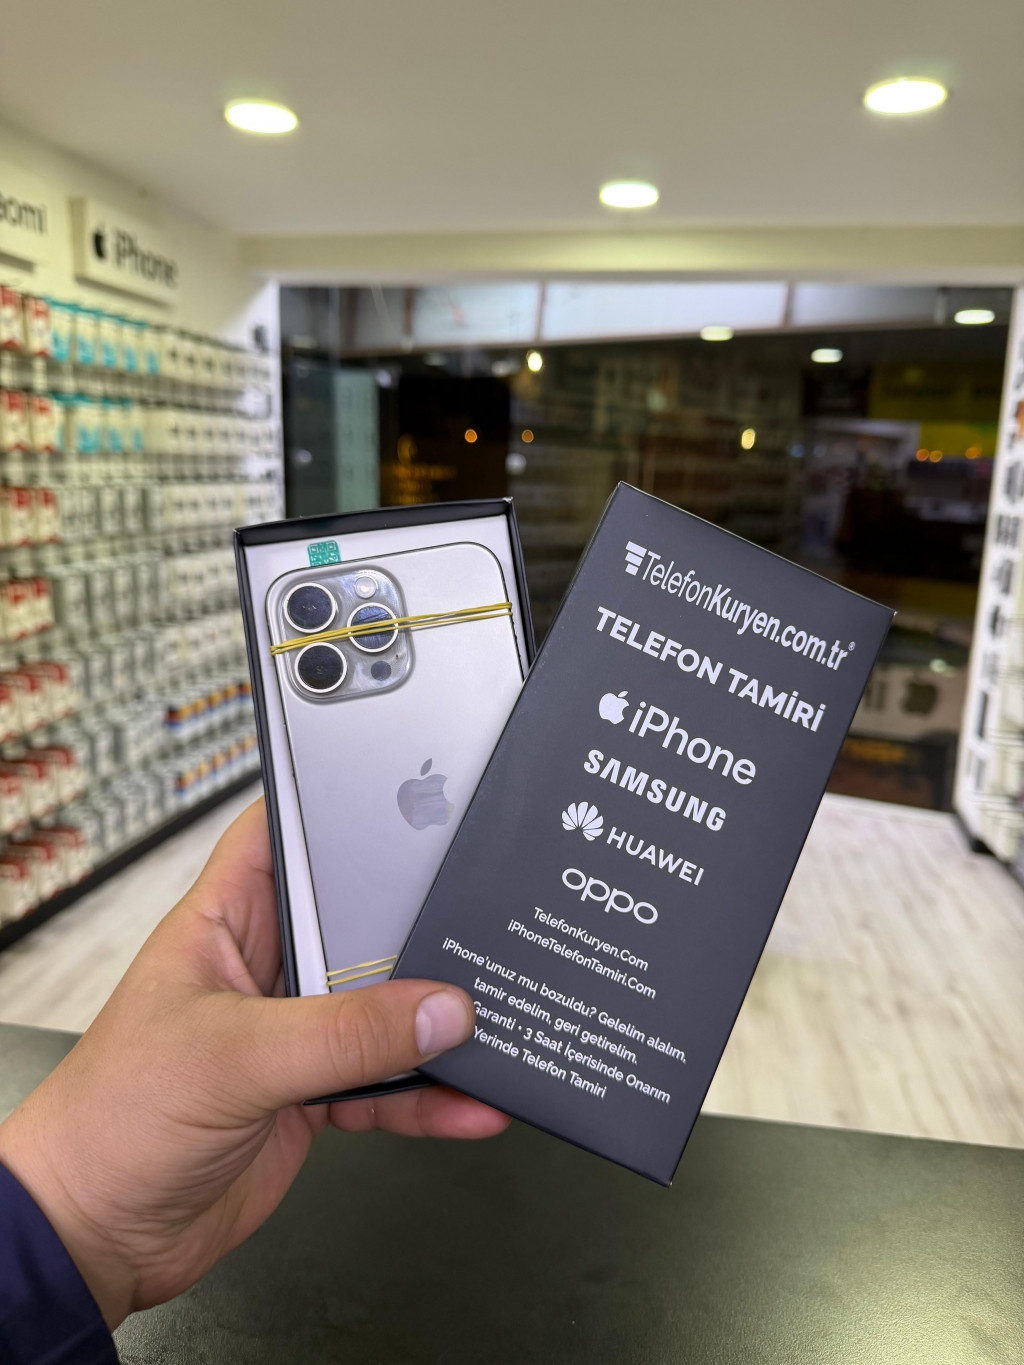 iPhone
TelefonKuryen.com.tr®
TELEFON TAMİRİ
iPhone
SAMSUNG
HUAWEI
oppo
TelefonKuryen.Com
iPhoneTelefonTamiri.Com
iPhone'unuz mu bozuldu? Gelelim alalım,
tamir edelim, geri getirelim.
Garanti • 3 Saat İçerisinde Onarım
Yerinde Telefon Tamiri